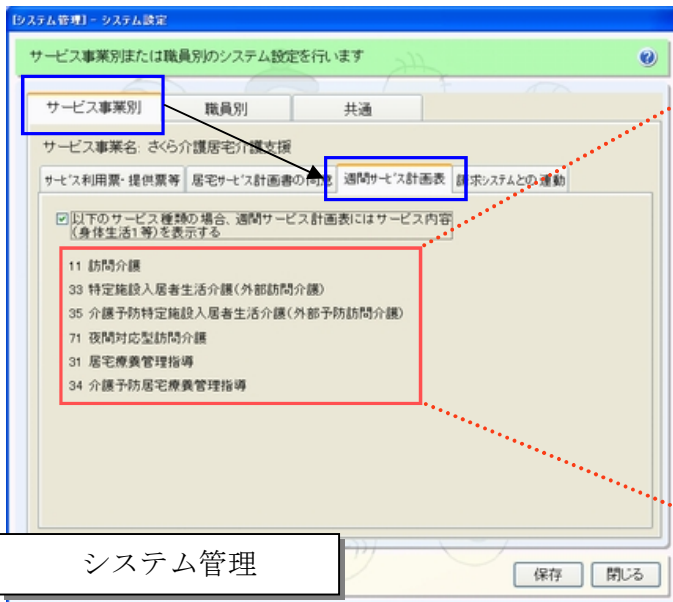 [システム管理] - システム設定
サービス事業別または職員別のシステム設定を行います
サービス事業別 職員別 共通
サービス事業名: さくら介護居宅介護支援
サービス利用票・提供票等 居宅サービス計画書の同意 週間サービス計画表 請求システムとの連動
以下のサービス種類の場合、週間サービス計画表にはサービス内容
(身体生活1等)を表示する
11 訪問介護
33 特定施設入居者生活介護(外部訪問介護)
35 介護予防特定施設入居者生活介護(外部予防訪問介護)
71 夜間対応型訪問介護
31 居宅療養管理指導
34 介護予防居宅療養管理指導
システム管理
保存 閉じる